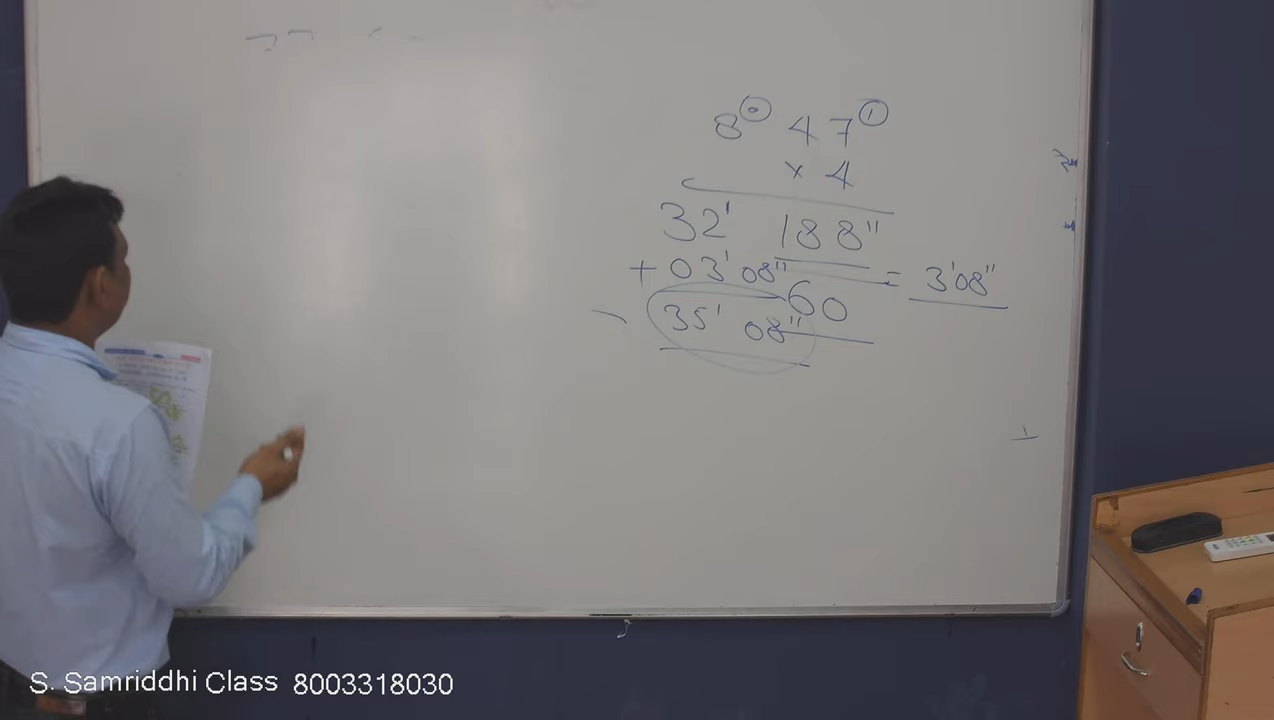 8° 47'
× 4
32' 188"
+ 03' 08" 60 = 3'08"
35' 08"
S. Samriddhi Class 8003318030